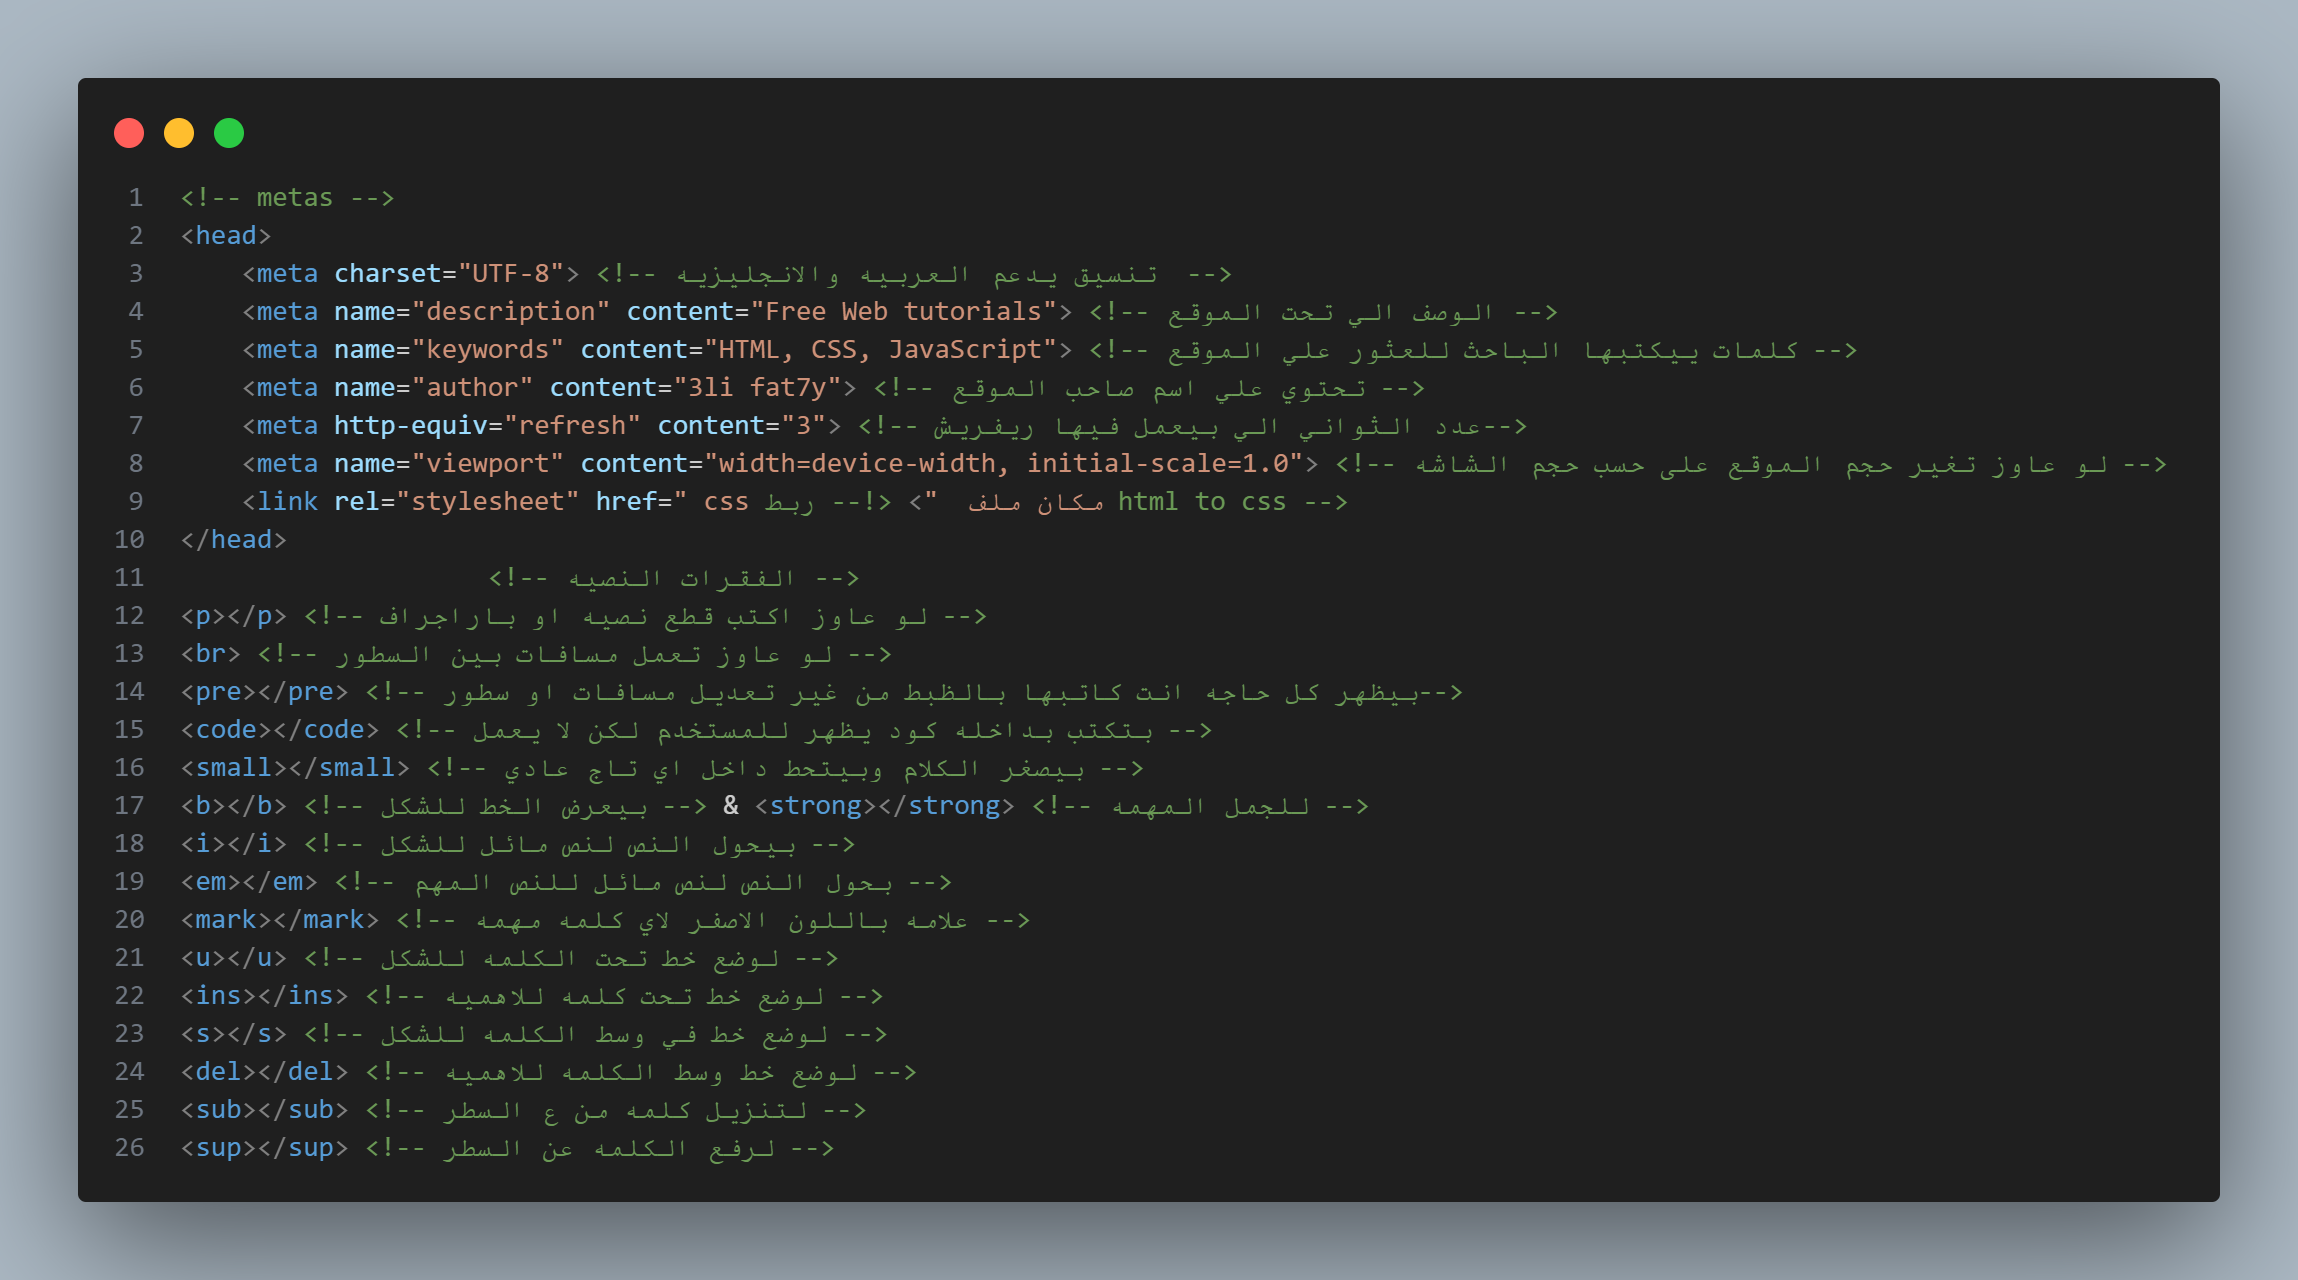 1 <!-- metas -->
2 <head>
3     <meta charset="UTF-8"> <!-- تنسيق يدعم العربيه والانجليزيه  -->
4     <meta name="description" content="Free Web tutorials"> <!-- الوصف الي تحت الموقع -->
5     <meta name="keywords" content="HTML, CSS, JavaScript"> <!-- كلمات ييكتبها الباحث للعثور علي الموقع -->
6     <meta name="author" content="3li fat7y"> <!-- تحتوي علي اسم صاحب الموقع -->
7     <meta http-equiv="refresh" content="3"> <!-- عدد الثواني الي بيعمل فيها ريفريش-->
8     <meta name="viewport" content="width=device-width, initial-scale=1.0"> <!-- لو عاوز تغير حجم الموقع على حسب حجم الشاشه -->
9     <link rel="stylesheet" href=" css مكان ملف  "> <!-- ربط html to css -->
10 </head>
11                     <!-- الفقرات النصيه -->
12 <p></p> <!-- لو عاوز اكتب قطع نصيه او باراجراف -->
13 <br> <!-- لو عاوز تعمل مسافات بين السطور -->
14 <pre></pre> <!-- بيظهر كل حاجه انت كاتبها بالظبط من غير تعديل مسافات او سطور-->
15 <code></code> <!-- بتكتب بداخله كود يظهر للمستخدم لكن لا يعمل -->
16 <small></small> <!-- بيصغر الكلام وبيتحط داخل اي تاج عادي -->
17 <b></b> <!-- بيعرض الخط للشكل --> & <strong></strong> <!-- للجمل المهمه -->
18 <i></i> <!-- بيحول النص لنص مائل للشكل -->
19 <em></em> <!-- بحول النص لنص مائل للنص المهم -->
20 <mark></mark> <!-- علامه باللون الاصفر لاي كلمه مهمه -->
21 <u></u> <!-- لوضع خط تحت الكلمه للشكل -->
22 <ins></ins> <!-- لوضع خط تحت كلمه للاهميه -->
23 <s></s> <!-- لوضع خط في وسط الكلمه للشكل -->
24 <del></del> <!-- لوضع خط وسط الكلمه للاهميه -->
25 <sub></sub> <!-- لتنزيل كلمه من ع السطر -->
26 <sup></sup> <!-- لرفع الكلمه عن السطر -->